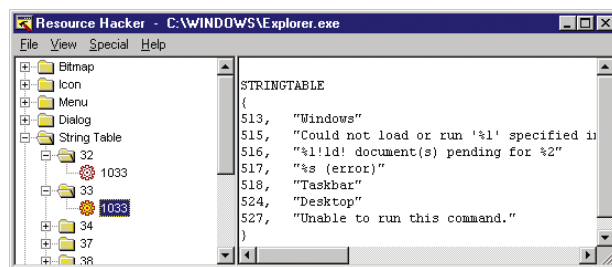 Resource Hacker - C:\WINDOWS\Explorer.exe
File View Special Help
Bitmap
Icon
Menu
Dialog
String Table
32
1033
33
1033
34
37
38
STRINGTABLE
{
513, "Windows"
515, "Could not load or run '%1' specified in
516, "%1!ld! document(s) pending for %2"
517, "%s (error)"
518, "Taskbar"
524, "Desktop"
527, "Unable to run this command."
}